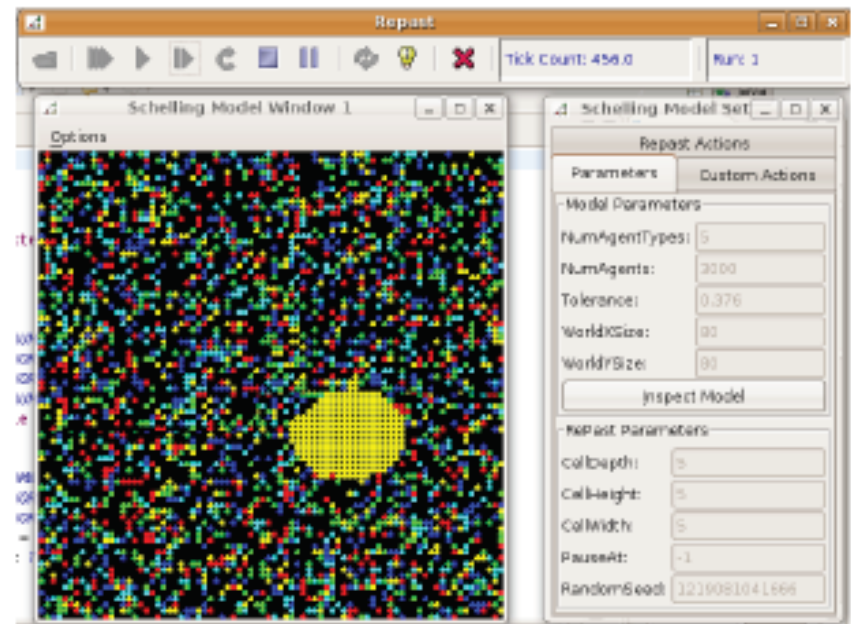 Repast
Tick Count: 456.0
Run: 1
Schelling Model Window 1
Options
Schelling Model Set
Repast Actions
Parameters
Custom Actions
Model Parameters
NumAgentTypes: 5
NumAgents: 3000
Tolerance: 0.376
WorldXSize: 80
WorldYSize: 80
Inspect Model
RePast Parameters
CellDepth: 5
CellHeight: 5
CellWidth: 5
PauseAt: -1
RandomSeed: